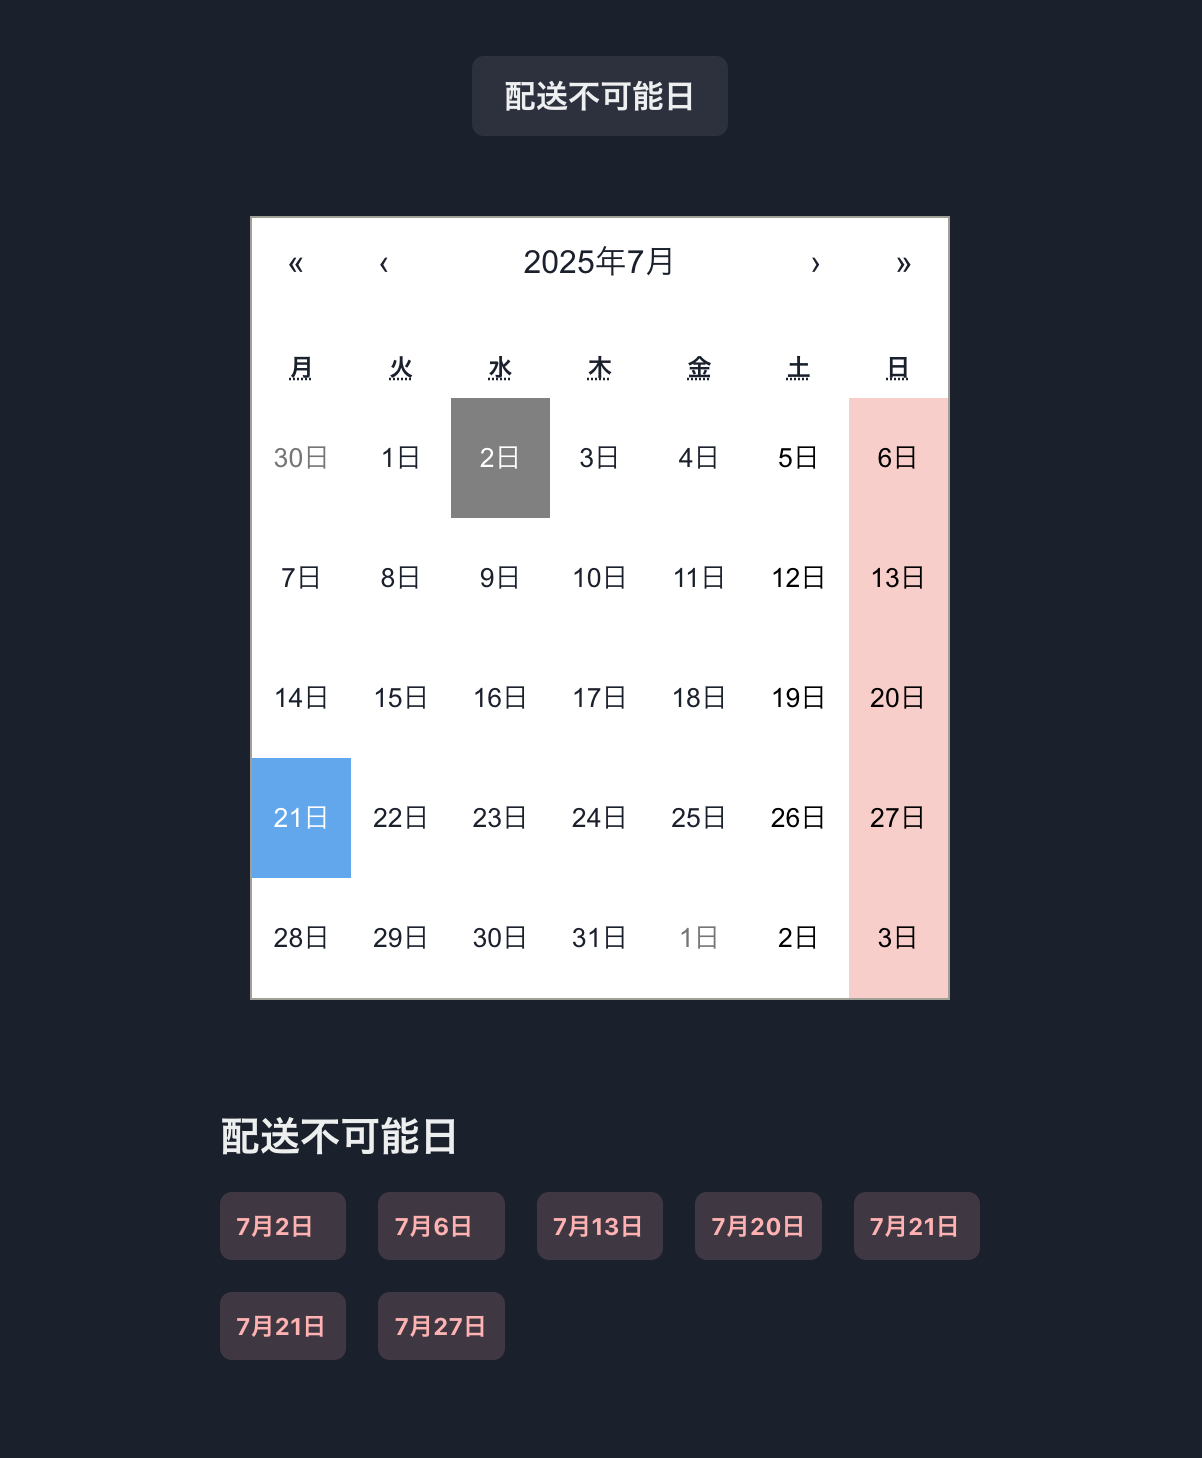 配送不可能日
« ‹ 2025年7月 › »
月 火 水 木 金 土 日
30日 1日 2日 3日 4日 5日 6日
7日 8日 9日 10日 11日 12日 13日
14日 15日 16日 17日 18日 19日 20日
21日 22日 23日 24日 25日 26日 27日
28日 29日 30日 31日 1日 2日 3日
配送不可能日
7月2日 7月6日 7月13日 7月20日 7月21日
7月21日 7月27日